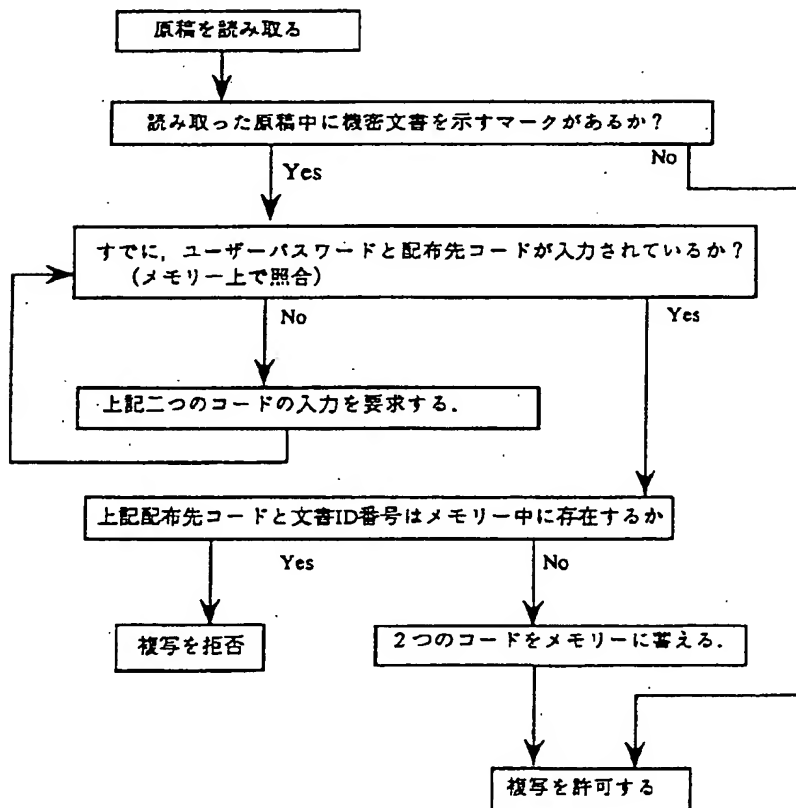 原稿を読み取る
読み取った原稿中に機密文書を示すマークがあるか？
No
Yes
すでに，ユーザーパスワードと配布先コードが入力されているか？
（メモリー上で照合）
No
Yes
上記二つのコードの入力を要求する．
上記配布先コードと文書ID番号はメモリー中に存在するか
Yes
No
複写を拒否
２つのコードをメモリーに蓄える．
複写を許可する